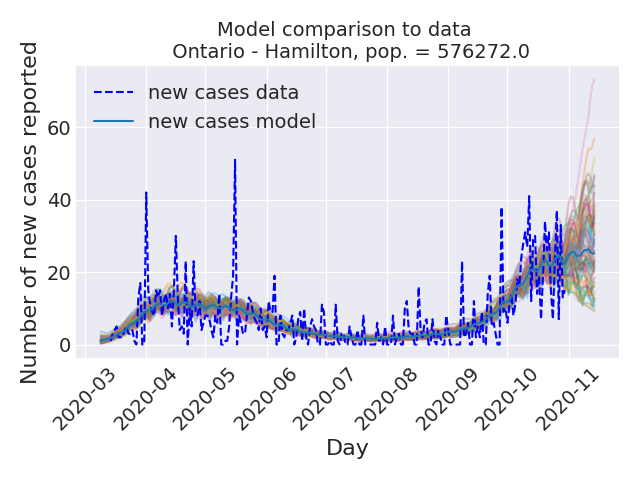 Model comparison to data
Ontario - Hamilton, pop. = 576272.0
Number of new cases reported
60
40
20
0
new cases data
new cases model
2020-03
2020-04
2020-05
2020-06
2020-07
2020-08
2020-09
2020-10
2020-11
Day